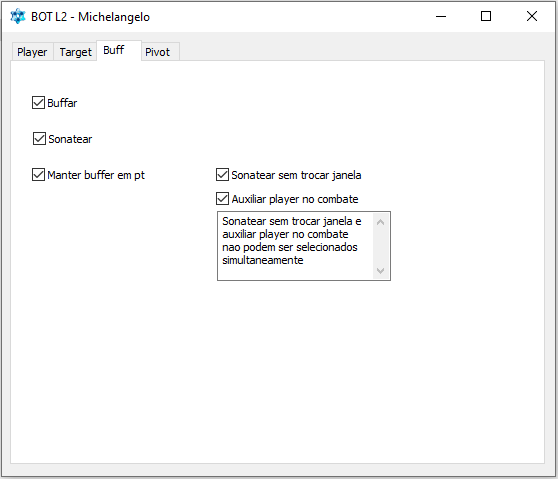 BOT L2 - Michelangelo
Player Target Buff Pivot
Buffar
Sonatear
Manter buffer em pt
Sonatear sem trocar janela
Auxiliar player no combate
Sonatear sem trocar janela e
auxiliar player no combate
nao podem ser selecionados
simultaneamente